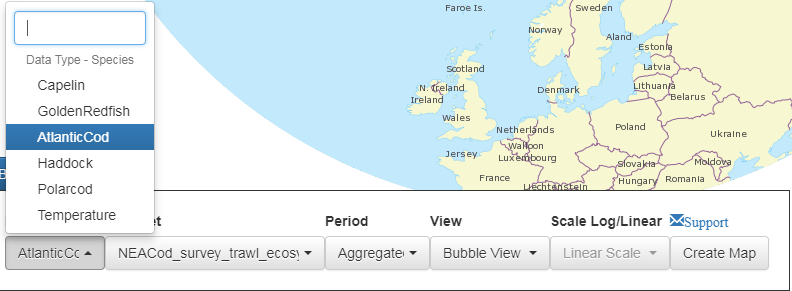 Data Type - Species
Capelin
GoldenRedfish
AtlanticCod
Haddock
Polarcod
Temperature
Faroe Is.
Sweden
Norway
Aland
Estonia
Scotland
Latvia
N. Ireland
Denmark
Lithuania
Ireland
Belarus
Wales
Netherlands
Poland
Ukraine
Jersey
Walloon
Luxembourg
Slovakia
Moldova
France
Liechtenstein
Hungary
Romania
Period
View
Scale Log/Linear
Support
AtlanticCc
NEACod_survey_trawl_ecosy
Aggregate
Bubble View
Linear Scale
Create Map